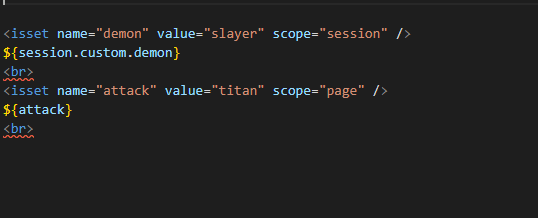 <isset name="demon" value="slayer" scope="session" />
${session.custom.demon}
<br>
<isset name="attack" value="titan" scope="page" />
${attack}
<br>